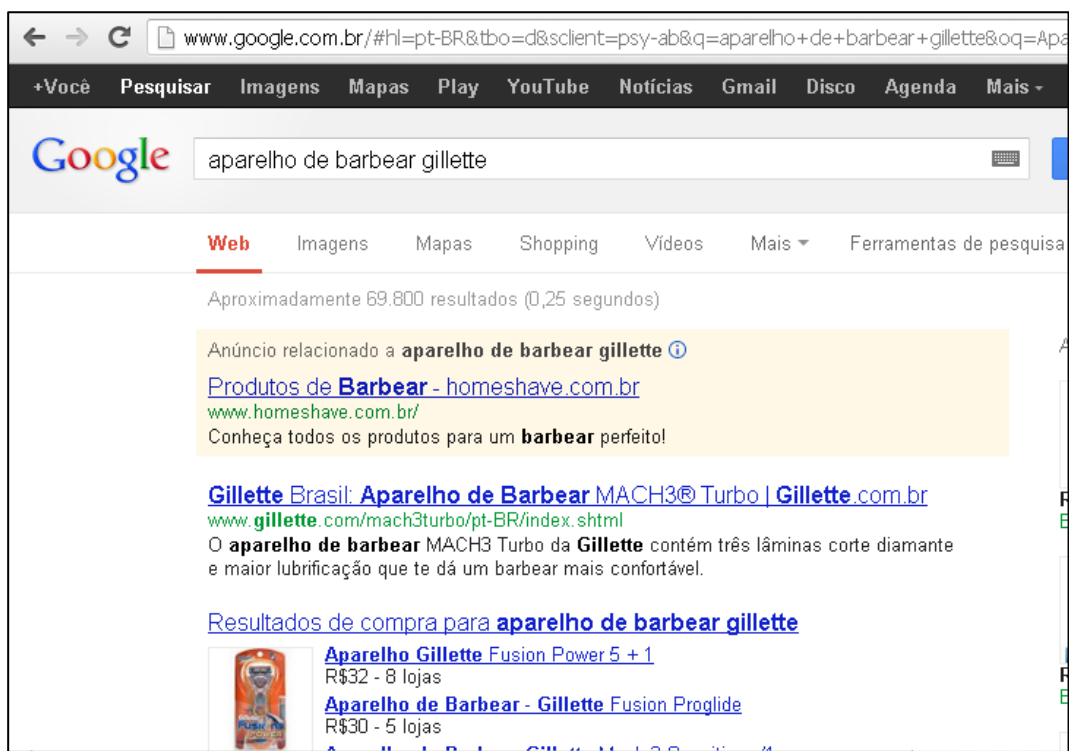 www.google.com.br/#hl=pt-BR&tbo=d&sclient=psy-ab&q=aparelho+de+barbear+gillette&oq=Apa
+Você Pesquisar Imagens Mapas Play YouTube Notícias Gmail Disco Agenda Mais
Google aparelho de barbear gillette
Web Imagens Mapas Shopping Vídeos Mais Ferramentas de pesquisa
Aproximadamente 69.800 resultados (0,25 segundos)
Anúncio relacionado a aparelho de barbear gillette
Produtos de Barbear - homeshave.com.br
www.homeshave.com.br/
Conheça todos os produtos para um barbear perfeito!
Gillette Brasil: Aparelho de Barbear MACH3® Turbo | Gillette.com.br
www.gillette.com/mach3turbo/pt-BR/index.shtml
O aparelho de barbear MACH3 Turbo da Gillette contém três lâminas corte diamante
e maior lubrificação que te dá um barbear mais confortável.
Resultados de compra para aparelho de barbear gillette
Aparelho Gillette Fusion Power 5 + 1
R$32 - 8 lojas
Aparelho de Barbear - Gillette Fusion Proglide
R$30 - 5 lojas